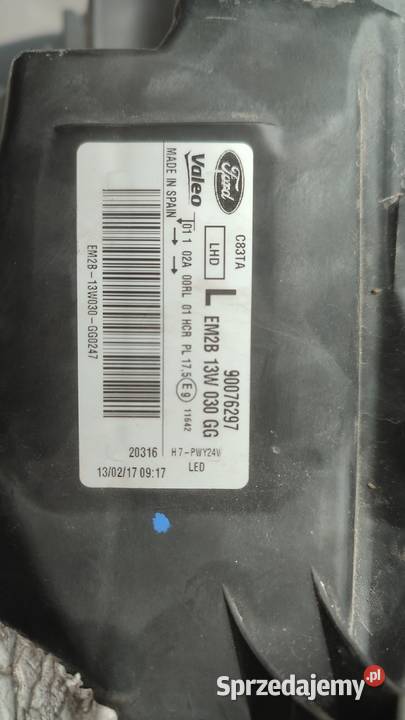 Ford
C83TA
Valeo
MADE IN SPAIN
LHD
L
90076297
EM2B 13W 030 GG
01 1 02A 00RL 01 HCR PL 17,5 E9 11642
H7-PWY24W
LED
EM2B-13W030-GG0247
20316
13/02/17 09:17
Sprzedajemy.pl